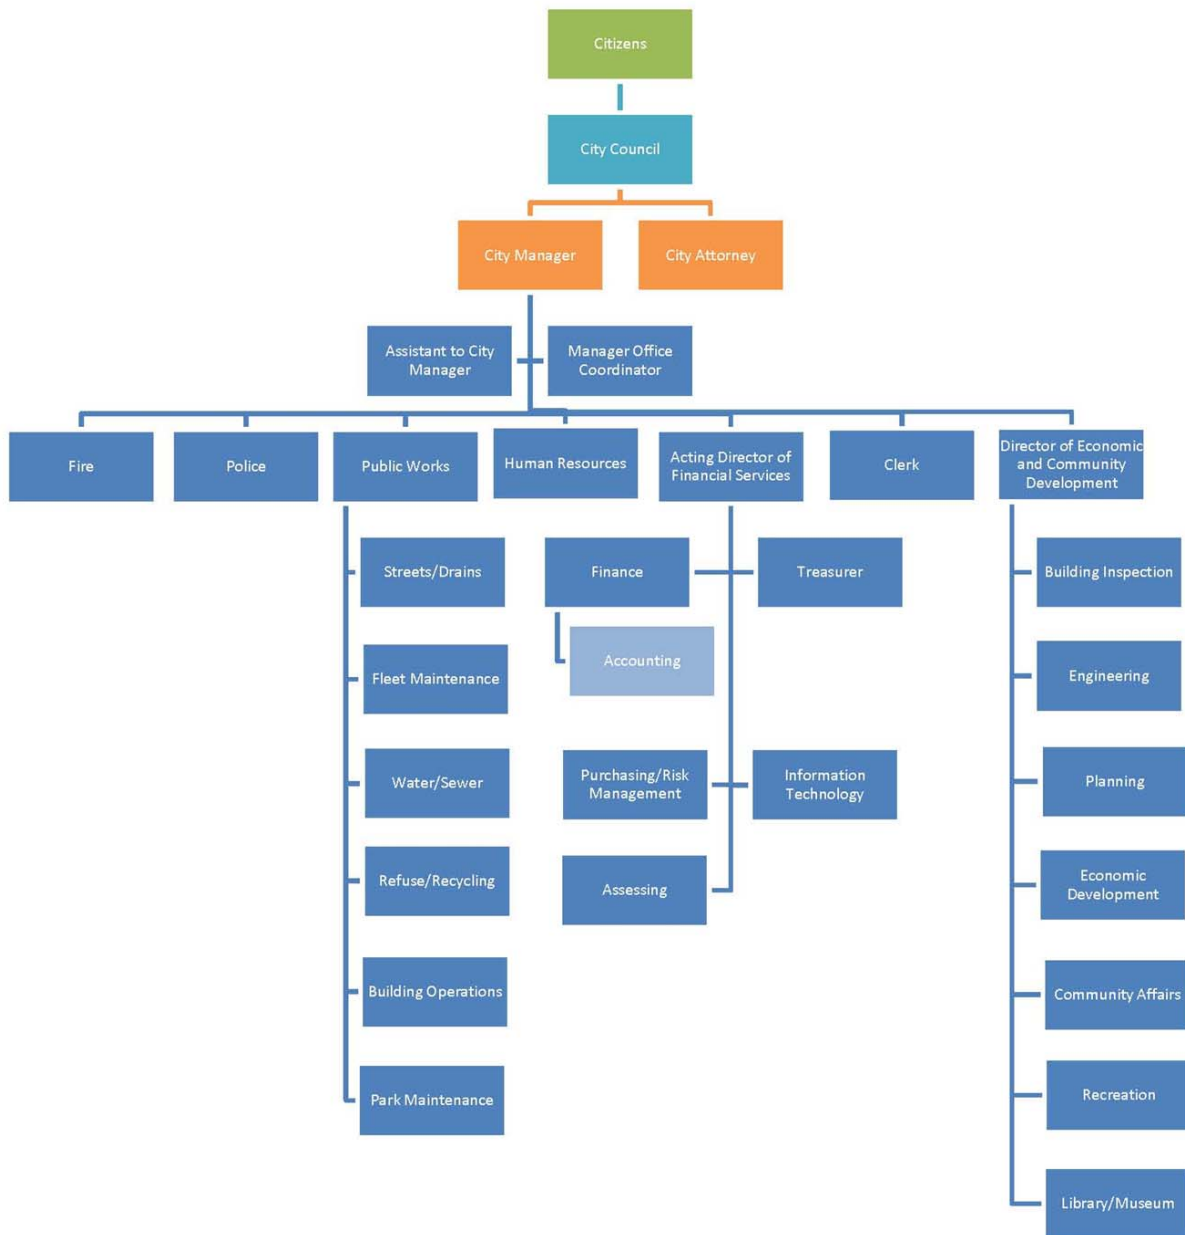 Citizens
City Council
City Manager
City Attorney
Assistant to City
Manager
Manager Office
Coordinator
Fire
Police
Public Works
Human Resources
Acting Director of
Financial Services
Clerk
Director of Economic
and Community
Development
Streets/Drains
Fleet Maintenance
Water/Sewer
Refuse/Recycling
Building Operations
Park Maintenance
Finance
Treasurer
Accounting
Purchasing/Risk
Management
Information
Technology
Assessing
Building Inspection
Engineering
Planning
Economic
Development
Community Affairs
Recreation
Library/Museum